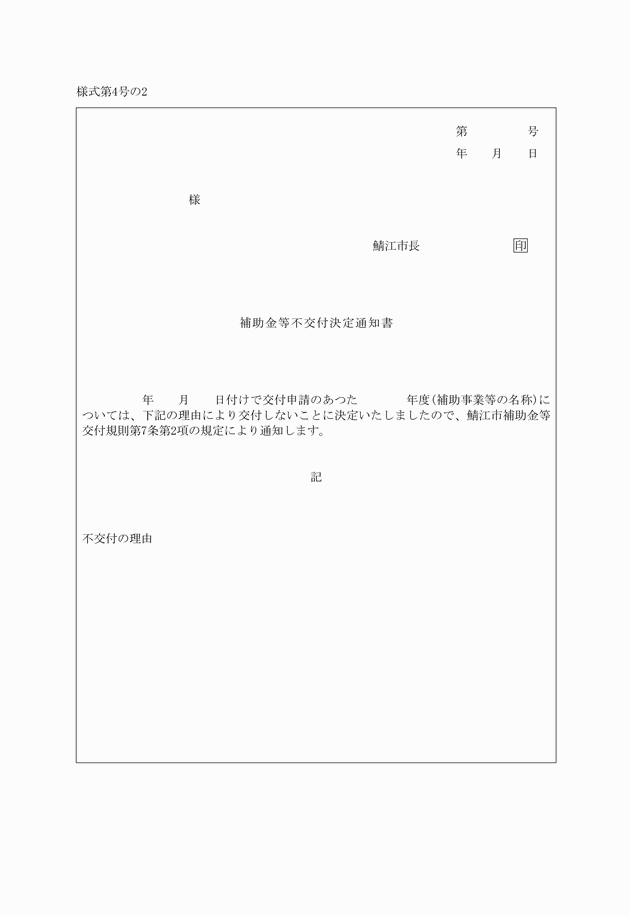 様式第4号の2
第　　　　　号
年　　月　　日
様
鯖江市長　　　　　　　　印
補助金等不交付決定通知書
年　　月　　日付けで交付申請のあつた　　　　年度(補助事業等の名称)に
ついては、下記の理由により交付しないことに決定いたしましたので、鯖江市補助金等
交付規則第7条第2項の規定により通知します。
記
不交付の理由